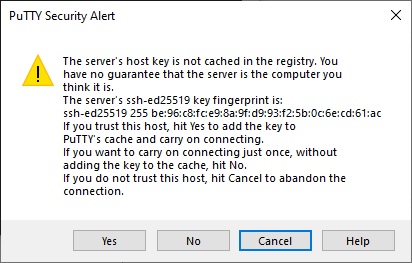 PuTTY Security Alert
The server's host key is not cached in the registry. You
have no guarantee that the server is the computer you
think it is.
The server's ssh-ed25519 key fingerprint is:
ssh-ed25519 255 be:96:c8:fc:e9:8a:9f:d9:93:f2:5b:0c:6e:cd:61:ac
If you trust this host, hit Yes to add the key to
PuTTY's cache and carry on connecting.
If you want to carry on connecting just once, without
adding the key to the cache, hit No.
If you do not trust this host, hit Cancel to abandon the
connection.
Yes No Cancel Help